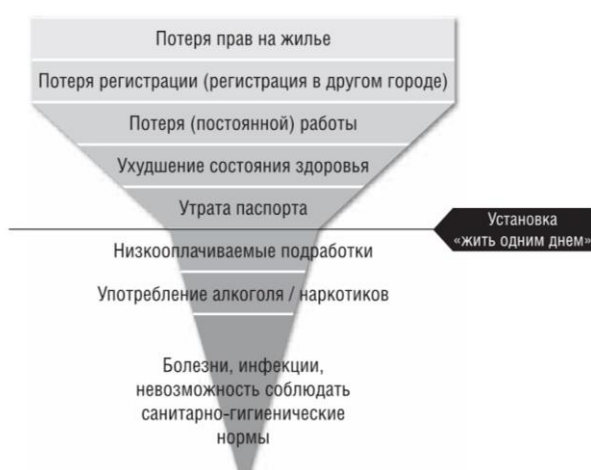 Потеря прав на жилье
Потеря регистрации (регистрация в другом городе)
Потеря (постоянной) работы
Ухудшение состояния здоровья
Утрата паспорта
Установка
«жить одним днем»
Низкооплачиваемые подработки
Употребление алкоголя / наркотиков
Болезни, инфекции,
невозможность соблюдать
санитарно-гигиенические
нормы